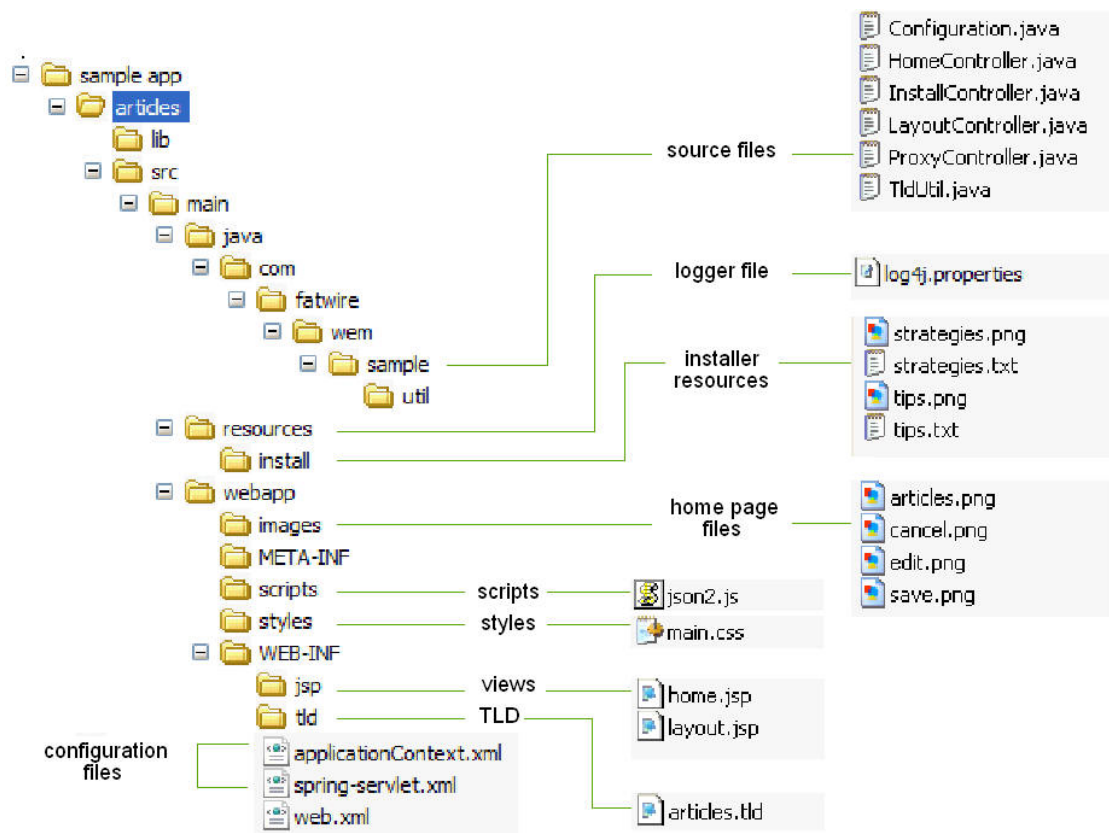 sample app
articles
lib
src
main
java
com
fatwire
wem
sample
util
resources
install
webapp
images
META-INF
scripts
styles
WEB-INF
jsp
tld
applicationContext.xml
spring-servlet.xml
web.xml
configuration
files
source files
logger file
installer
resources
home page
files
scripts
styles
views
TLD
Configuration.java
HomeController.java
InstallController.java
LayoutController.java
ProxyController.java
TldUtil.java
log4j.properties
strategies.png
strategies.txt
tips.png
tips.txt
articles.png
cancel.png
edit.png
save.png
json2.js
main.css
home.jsp
layout.jsp
articles.tld